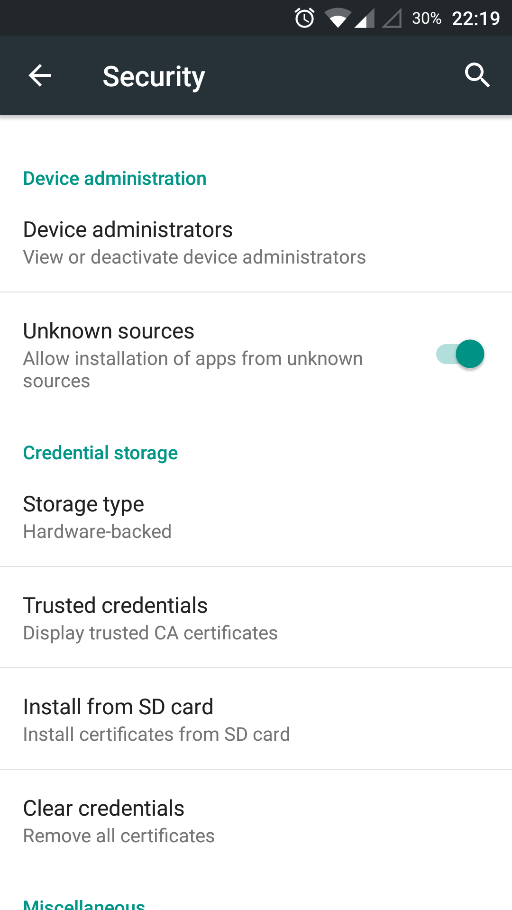 30% 22:19
Security
Device administration
Device administrators
View or deactivate device administrators
Unknown sources
Allow installation of apps from unknown
sources
Credential storage
Storage type
Hardware-backed
Trusted credentials
Display trusted CA certificates
Install from SD card
Install certificates from SD card
Clear credentials
Remove all certificates
Miscellaneous